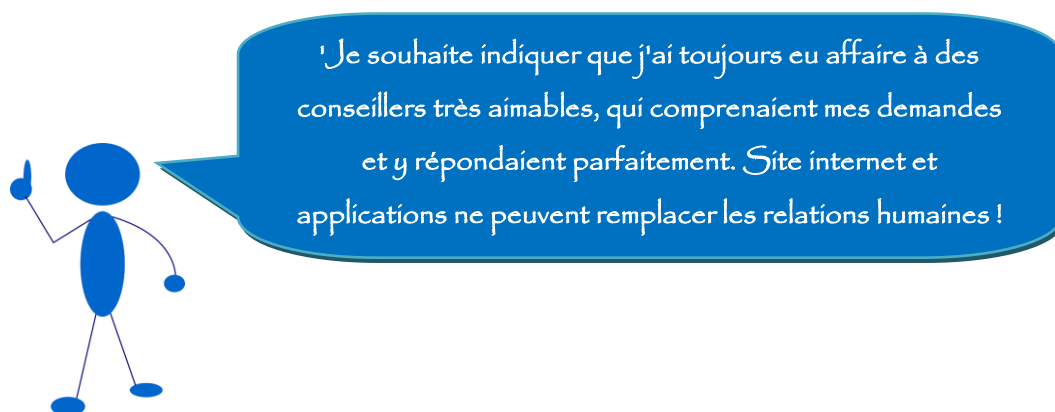 'Je souhaite indiquer que j'ai toujours eu affaire à des
conseillers très aimables, qui comprenaient mes demandes
et y répondaient parfaitement. Site internet et
applications ne peuvent remplacer les relations humaines !